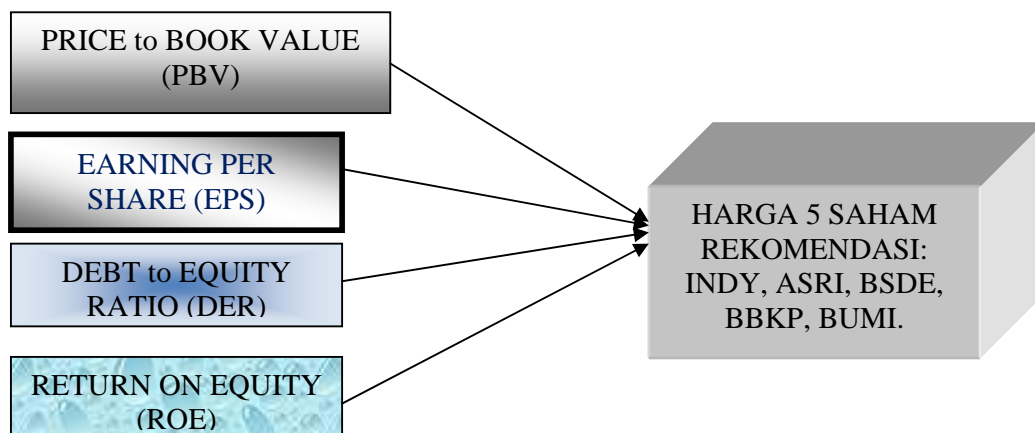 PRICE to BOOK VALUE
(PBV)
EARNING PER
SHARE (EPS)
DEBT to EQUITY
RATIO (DER)
RETURN ON EQUITY
(ROE)
HARGA 5 SAHAM
REKOMENDASI:
INDY, ASRI, BSDE,
BBKP, BUMI.